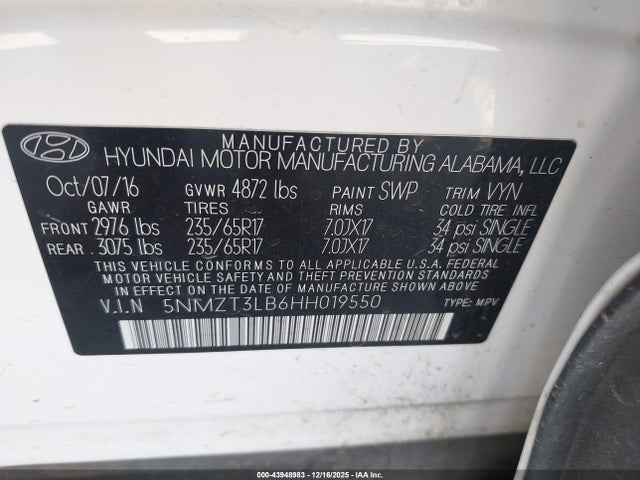 MANUFACTURED BY
HYUNDAI MOTOR MANUFACTURING ALABAMA, LLC
Oct/07/16 GVWR 4872 lbs PAINT SWP TRIM VYN
GAWR TIRES RIMS COLD TIRE INFL
FRONT 2976 lbs 235/65R17 7.0JX17 34 psi SINGLE
REAR 3075 lbs 235/65R17 7.0JX17 34 psi SINGLE
THIS VEHICLE CONFORMS TO ALL APPLICABLE U.S.A. FEDERAL
MOTOR VEHICLE SAFETY AND THEFT PREVENTION STANDARDS
IN EFFECT ON THE DATE OF MANUFACTURE SHOWN ABOVE.
V.I.N 5NMZT3LB6HH019550 TYPE: MPV
000-43948983 | 12/16/2025 | IAA Inc.